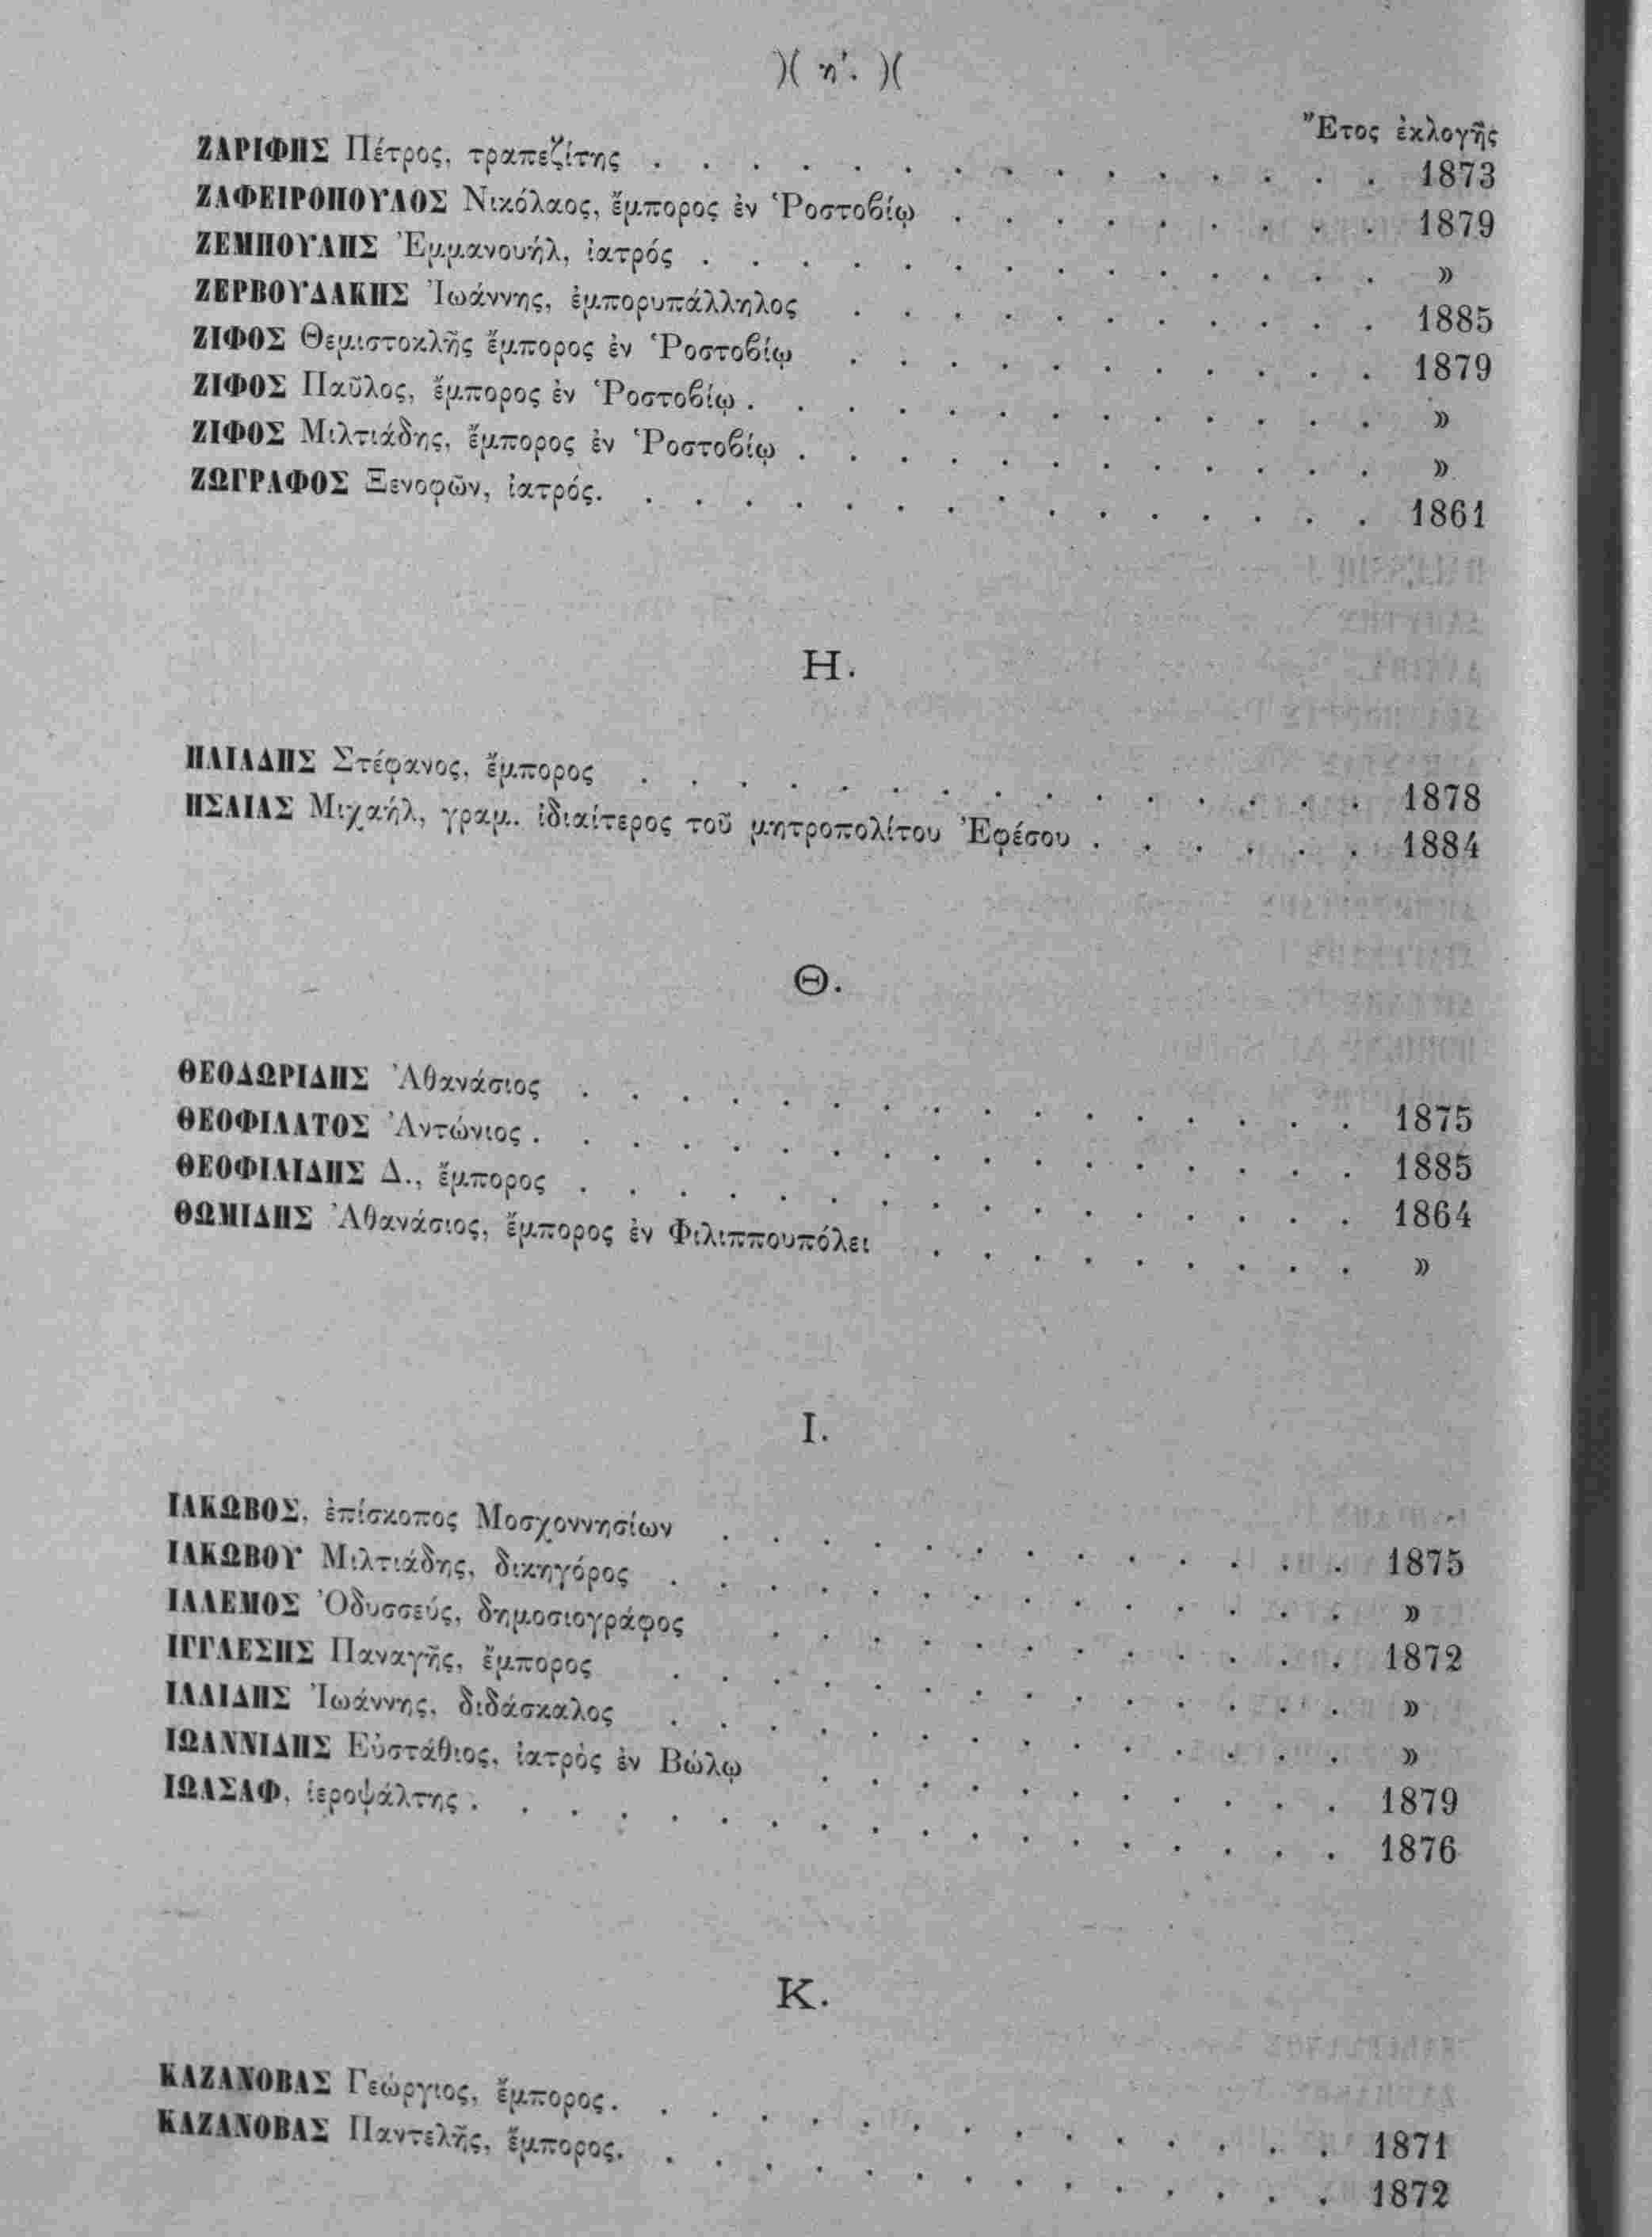 )( η'. )(
Ἔτος ἐκλογῆς
ΖΑΡΙΦΗΣ Πέτρος, τραπεζίτης . . . . . . . . . . . . . . . 1873
ΖΑΦΕΙΡΟΠΟΥΛΟΣ Νικόλαος, ἔμπορος ἐν Ῥοστοβίῳ . . . . . . . . . 1879
ΖΕΜΠΟΥΛΗΣ Ἐμμανουήλ, ἰατρός . . . . . . . . . . . . . . »
ΖΕΡΒΟΥΔΑΚΗΣ Ἰωάννης, ἐμπορυπάλληλος . . . . . . . . . . . 1885
ΖΙΦΟΣ Θεμιστοκλῆς ἔμπορος ἐν Ῥοστοβίῳ . . . . . . . . . . . 1879
ΖΙΦΟΣ Παῦλος, ἔμπορος ἐν Ῥοστοβίῳ . . . . . . . . . . . . . »
ΖΙΦΟΣ Μιλτιάδης, ἔμπορος ἐν Ῥοστοβίῳ . . . . . . . . . . . . »
ΖΩΓΡΑΦΟΣ Ξενοφῶν, ἰατρός. . . . . . . . . . . . . . . . 1861
Η.
ΗΛΙΑΔΗΣ Στέφανος, ἔμπορος . . . . . . . . . . . . . . . 1878
ΗΣΑΙΑΣ Μιχαήλ, γραμ. ἰδιαίτερος τοῦ μητροπολίτου Ἐφέσου . . . . . . 1884
Θ.
ΘΕΟΔΩΡΙΔΗΣ Ἀθανάσιος . . . . . . . . . . . . . . . . 1875
ΘΕΟΦΙΛΑΤΟΣ Ἀντώνιος . . . . . . . . . . . . . . . . . 1885
ΘΕΟΦΙΛΙΔΗΣ Δ., ἔμπορος . . . . . . . . . . . . . . . . 1864
ΘΩΜΙΔΗΣ Ἀθανάσιος, ἔμπορος ἐν Φιλιππουπόλει . . . . . . . . . »
Ι.
ΙΑΚΩΒΟΣ, ἐπίσκοπος Μοσχοννησίων . . . . . . . . . . . . . 1875
ΙΑΚΩΒΟΥ Μιλτιάδης, δικηγόρος . . . . . . . . . . . . . . »
ΙΑΛΕΜΟΣ Ὀδυσσεύς, δημοσιογράφος . . . . . . . . . . . . 1872
ΙΓΓΛΕΣΗΣ Παναγῆς, ἔμπορος . . . . . . . . . . . . . . »
ΙΛΛΙΔΗΣ Ἰωάννης, διδάσκαλος . . . . . . . . . . . . . . »
ΙΩΑΝΝΙΔΗΣ Εὐστάθιος, ἰατρὸς ἐν Βώλῳ . . . . . . . . . . . 1879
ΙΩΑΣΑΦ, ἱεροψάλτης . . . . . . . . . . . . . . . . . . 1876
Κ.
ΚΑΖΑΝΟΒΑΣ Γεώργιος, ἔμπορος . . . . . . . . . . . . . . . 1871
ΚΑΖΑΝΟΒΑΣ Παντελῆς, ἔμπορος. . . . . . . . . . . . . . . 1872